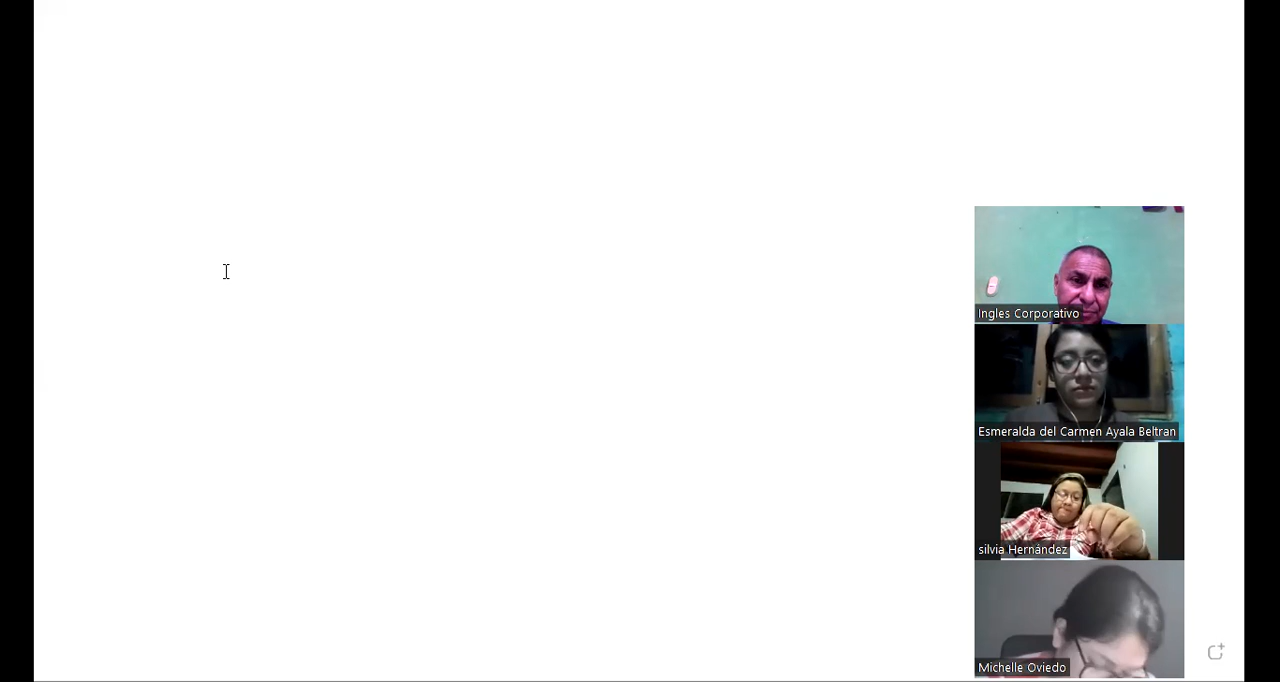 Ingles Corporativo
Esmeralda del Carmen Ayala Beltran
silvia Hernández
Michelle Oviedo